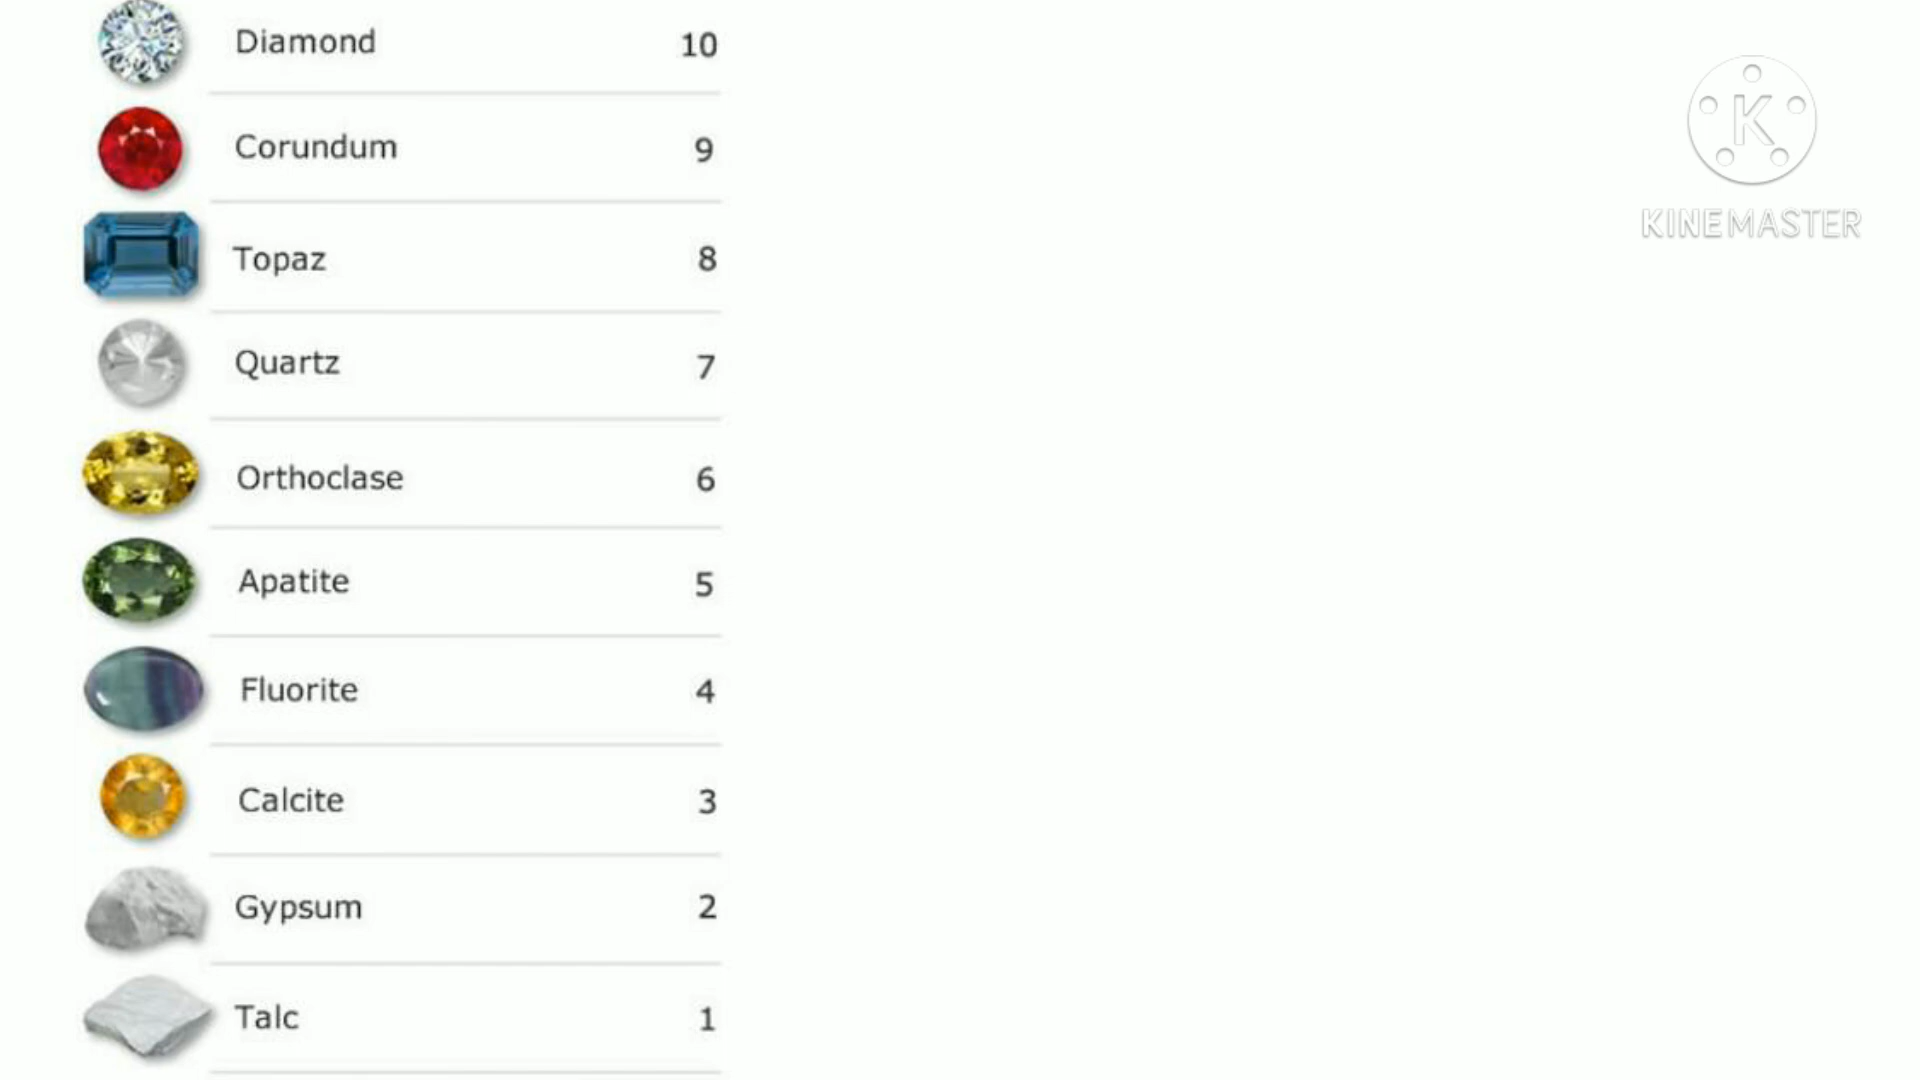 Diamond 10
Corundum 9
Topaz 8
Quartz 7
Orthoclase 6
Apatite 5
Fluorite 4
Calcite 3
Gypsum 2
Talc 1
K
KINEMASTER